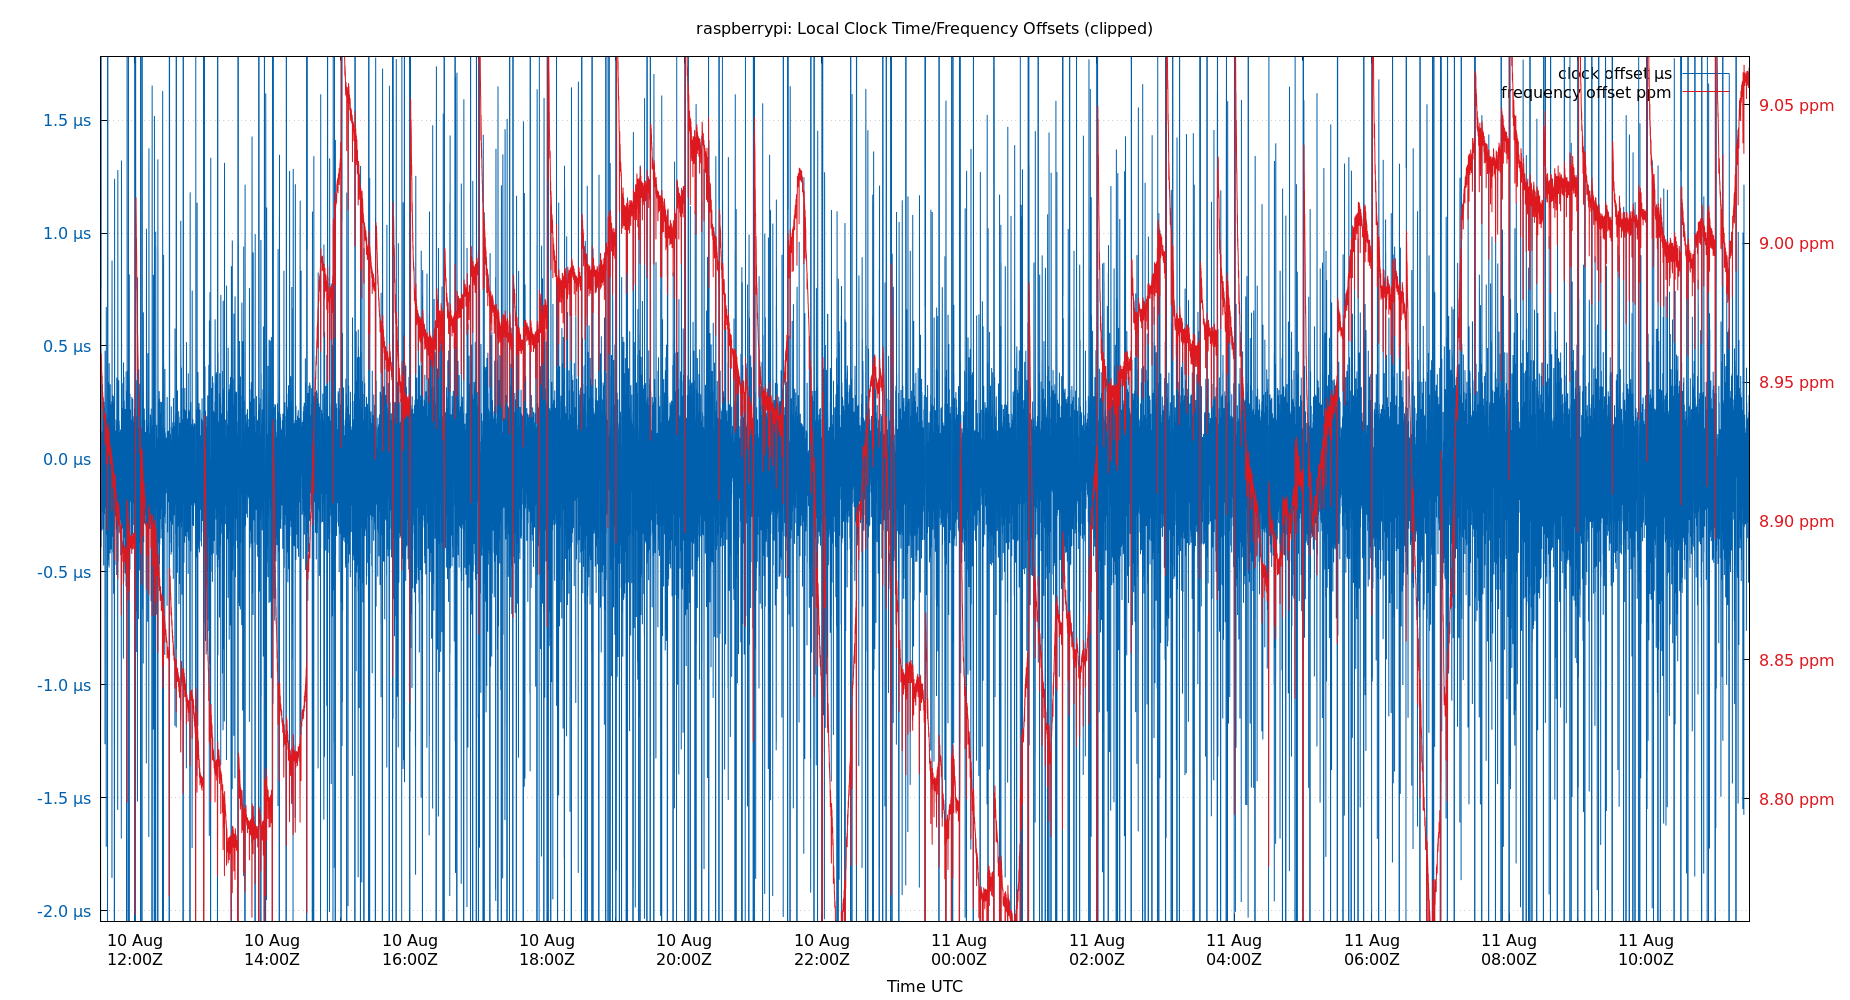 raspberrypi: Local Clock Time/Frequency Offsets (clipped)
clock offset µs
frequency offset ppm
1.5 µs
1.0 µs
0.5 µs
0.0 µs
-0.5 µs
-1.0 µs
-1.5 µs
-2.0 µs
9.05 ppm
9.00 ppm
8.95 ppm
8.90 ppm
8.85 ppm
8.80 ppm
10 Aug 10 Aug 10 Aug 10 Aug 10 Aug 10 Aug 11 Aug 11 Aug 11 Aug 11 Aug 11 Aug 11 Aug
12:00Z 14:00Z 16:00Z 18:00Z 20:00Z 22:00Z 00:00Z 02:00Z 04:00Z 06:00Z 08:00Z 10:00Z
Time UTC